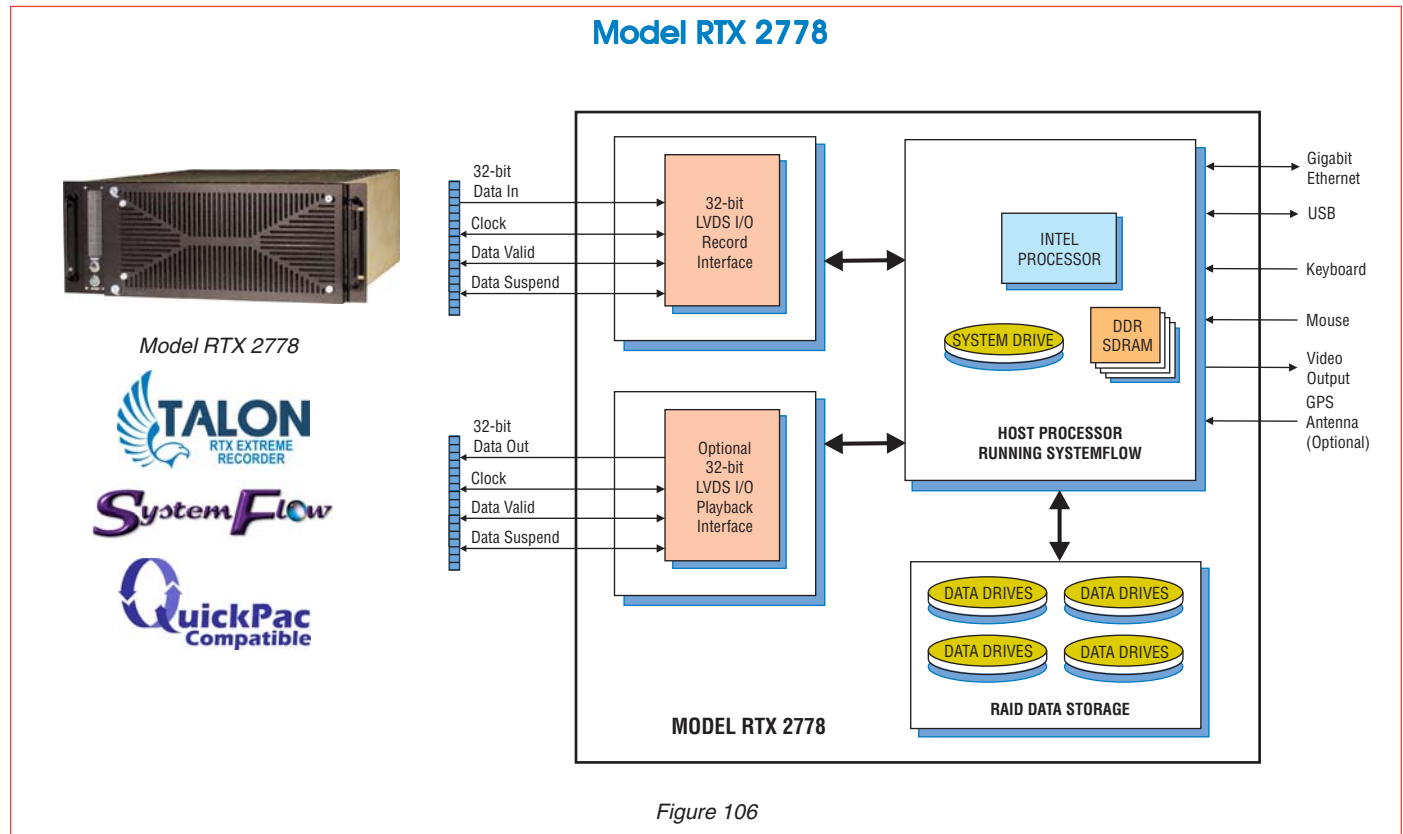 Model RTX 2778
Model RTX 2778
TALON
RTX EXTREME
RECORDER
SystemFlow
QuickPac
Compatible
32-bit
Data In
Clock
Data Valid
Data Suspend
32-bit
LVDS I/O
Record
Interface
32-bit
Data Out
Clock
Data Valid
Data Suspend
Optional
32-bit
LVDS I/O
Playback
Interface
INTEL
PROCESSOR
SYSTEM DRIVE
DDR
SDRAM
HOST PROCESSOR
RUNNING SYSTEMFLOW
Gigabit
Ethernet
USB
Keyboard
Mouse
Video
Output
GPS
Antenna
(Optional)
DATA DRIVES
DATA DRIVES
DATA DRIVES
DATA DRIVES
RAID DATA STORAGE
MODEL RTX 2778
Figure 106